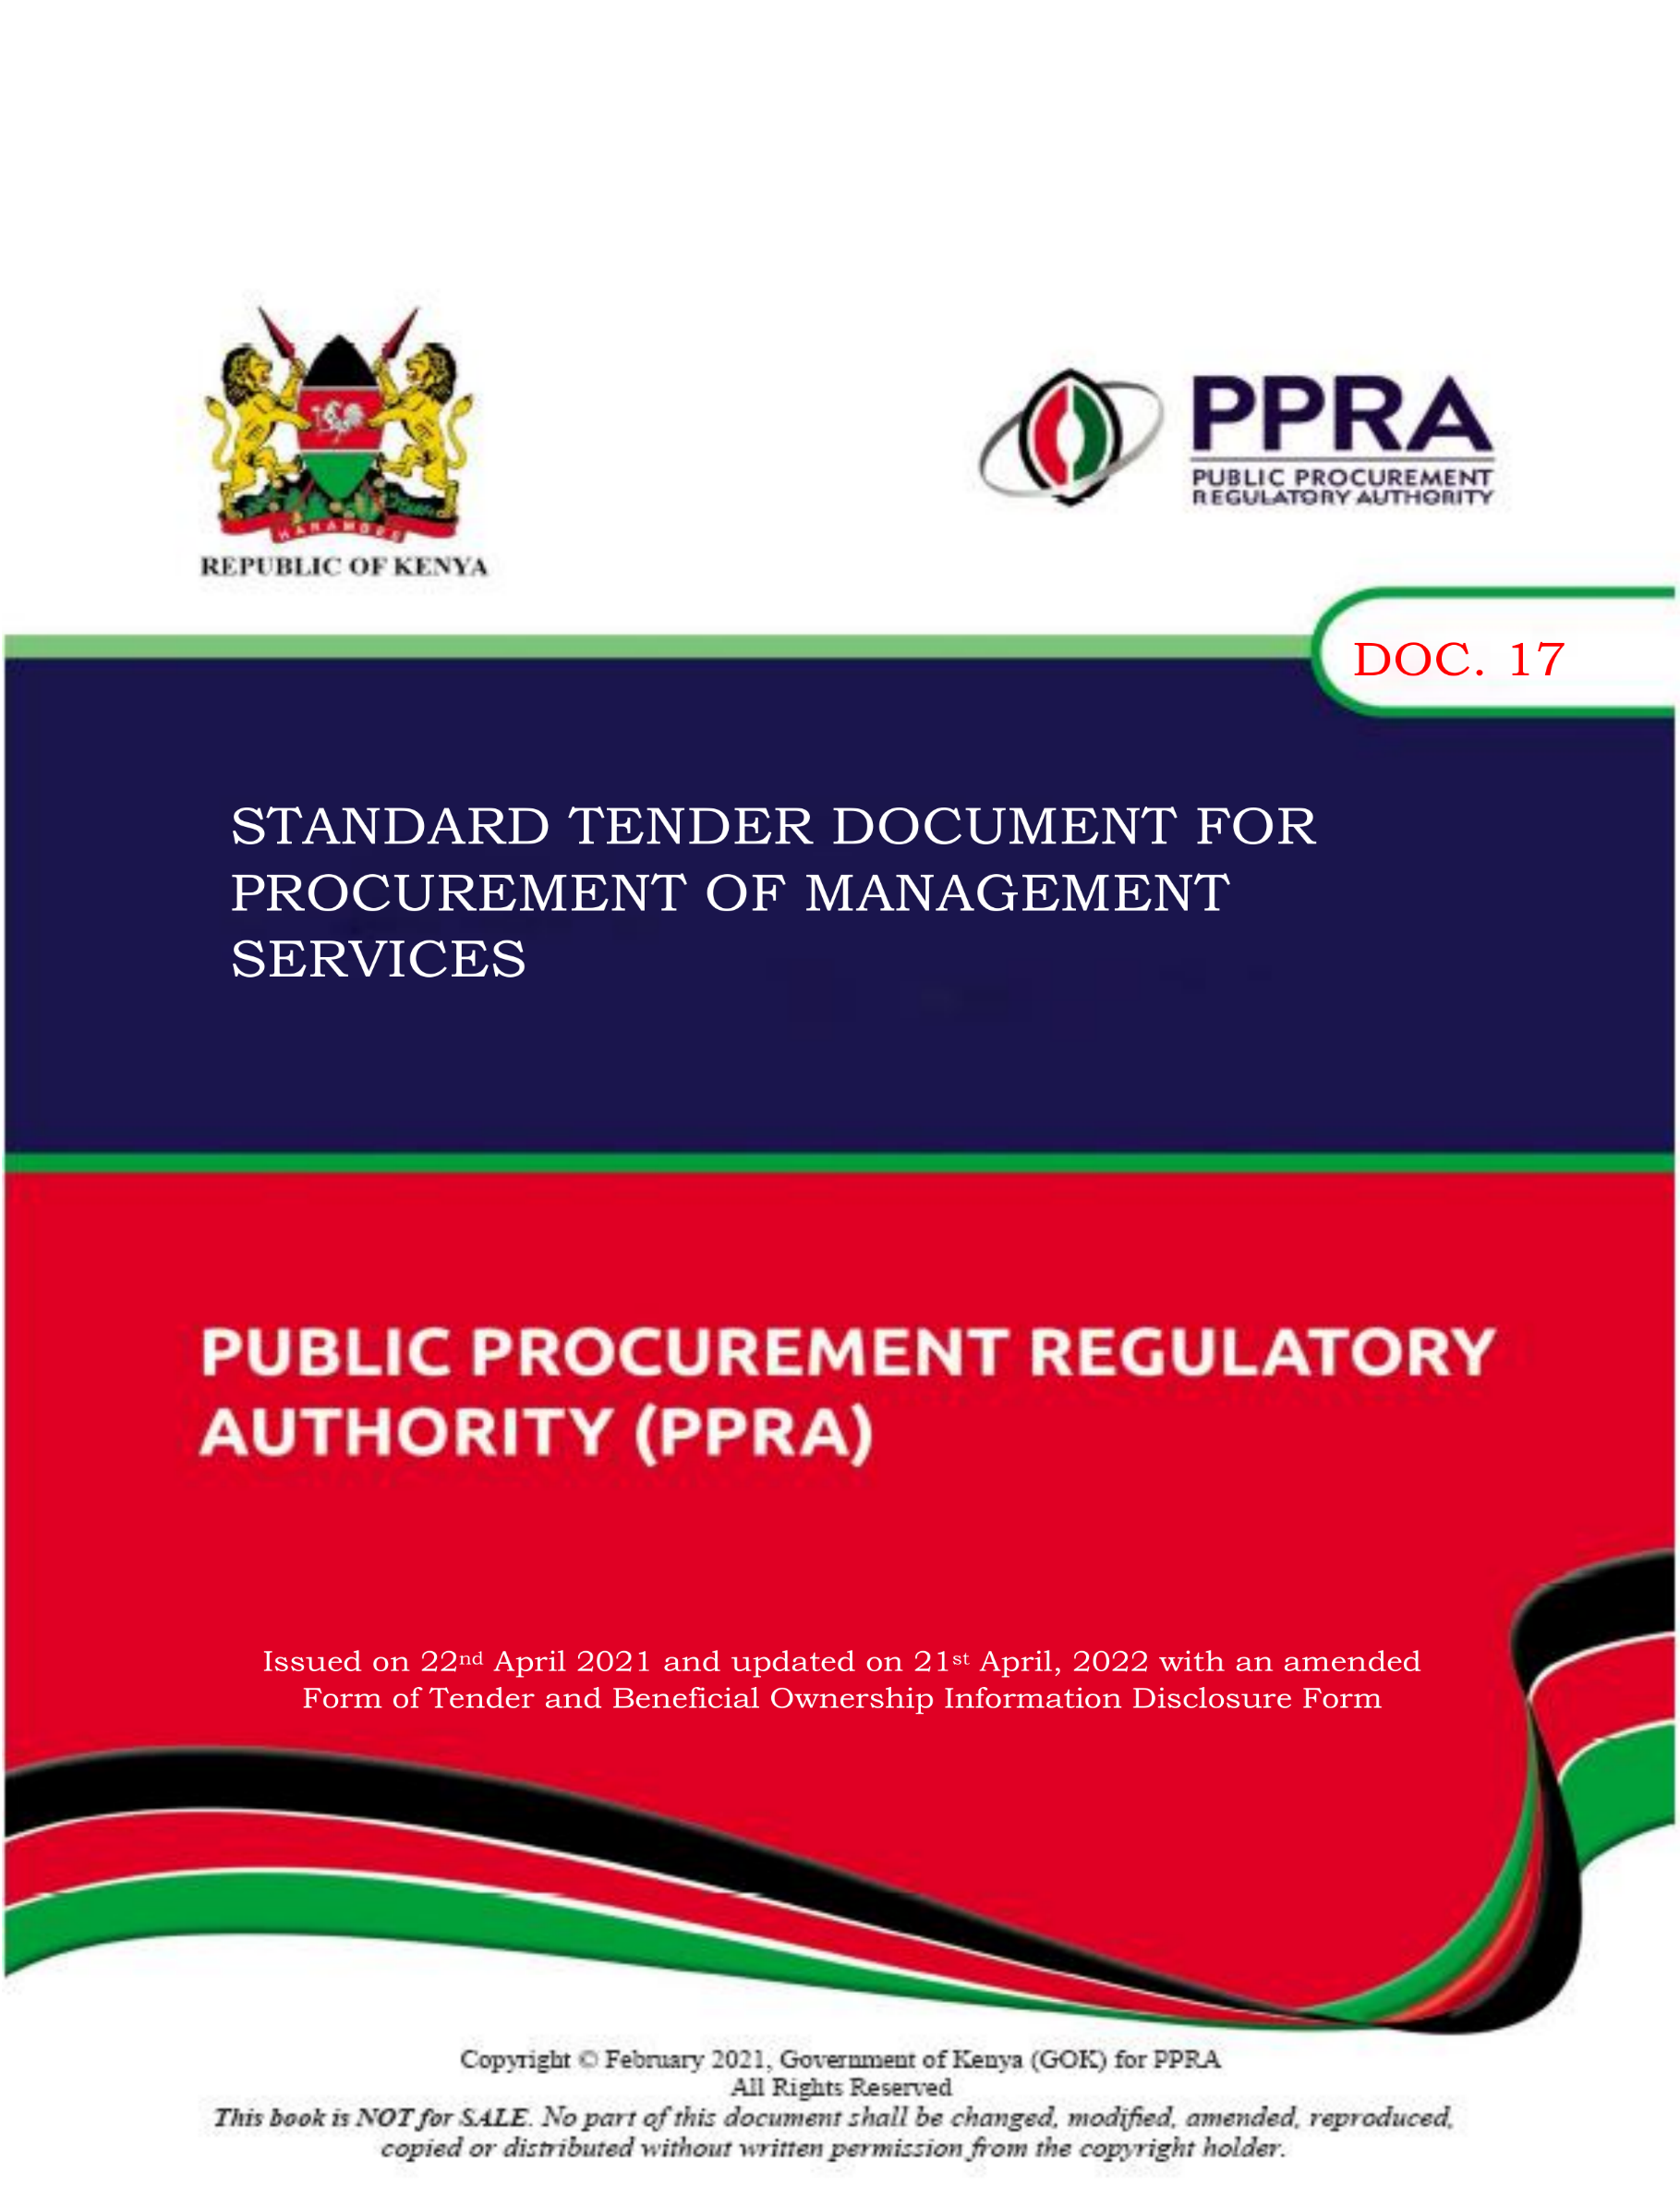 HARAMBEE
REPUBLIC OF KENYA
PPRA
PUBLIC PROCUREMENT
REGULATORY AUTHORITY
DOC. 17
STANDARD TENDER DOCUMENT FOR
PROCUREMENT OF MANAGEMENT
SERVICES
PUBLIC PROCUREMENT REGULATORY
AUTHORITY (PPRA)
Issued on 22nd April 2021 and updated on 21st April, 2022 with an amended
Form of Tender and Beneficial Ownership Information Disclosure Form
Copyright © February 2021, Government of Kenya (GOK) for PPRA
All Rights Reserved
This book is NOT for SALE. No part of this document shall be changed, modified, amended, reproduced,
copied or distributed without written permission from the copyright holder.